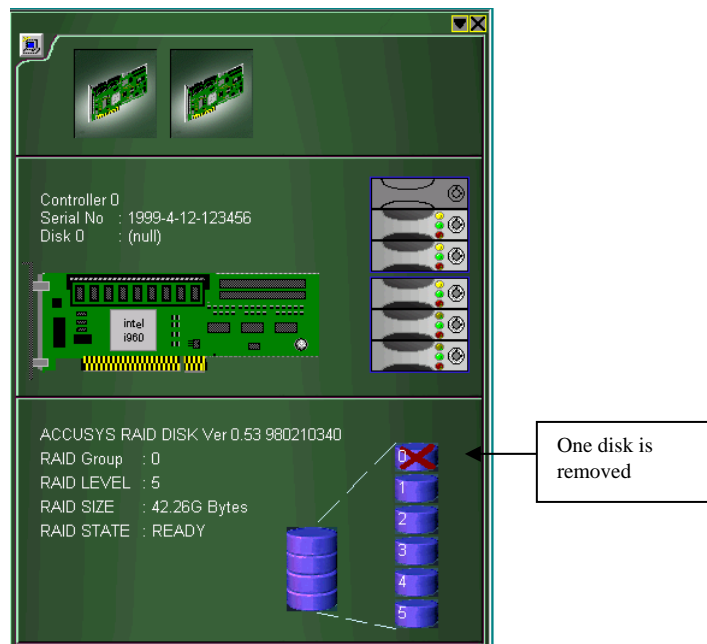 Controller 0
Serial No : 1999-4-12-123456
Disk 0 : (null)
intel
i960
ACCUSYS RAID DISK Ver 0.53 980210340
RAID Group : 0
RAID LEVEL : 5
RAID SIZE : 42.26G Bytes
RAID STATE : READY
0
1
2
3
4
5
One disk is
removed